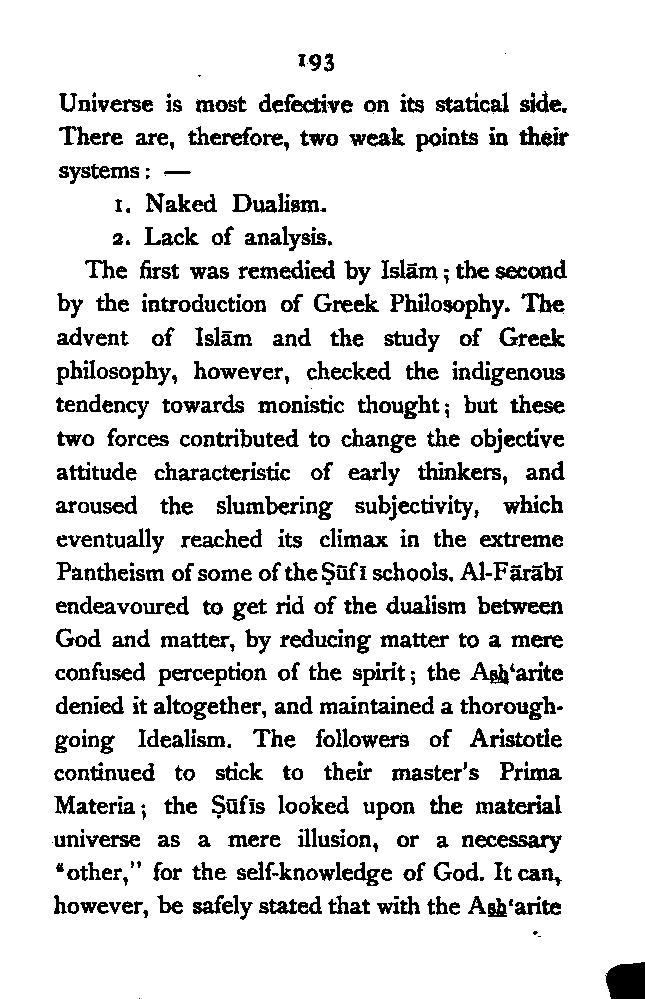 193
Universe is most defective on its statical side.
There are, therefore, two weak points in their
systems: —
1. Naked Dualism.
2. Lack of analysis.
The first was remedied by Islām; the second
by the introduction of Greek Philosophy. The
advent of Islām and the study of Greek
philosophy, however, checked the indigenous
tendency towards monistic thought; but these
two forces contributed to change the objective
attitude characteristic of early thinkers, and
aroused the slumbering subjectivity, which
eventually reached its climax in the extreme
Pantheism of some of the Ṣūfī schools. Al-Fārābī
endeavoured to get rid of the dualism between
God and matter, by reducing matter to a mere
confused perception of the spirit; the As̲h̲‘arite
denied it altogether, and maintained a thorough-
going Idealism. The followers of Aristotle
continued to stick to their master's Prima
Materia; the Ṣūfīs looked upon the material
universe as a mere illusion, or a necessary
“other,” for the self-knowledge of God. It can,
however, be safely stated that with the As̲h̲‘arite